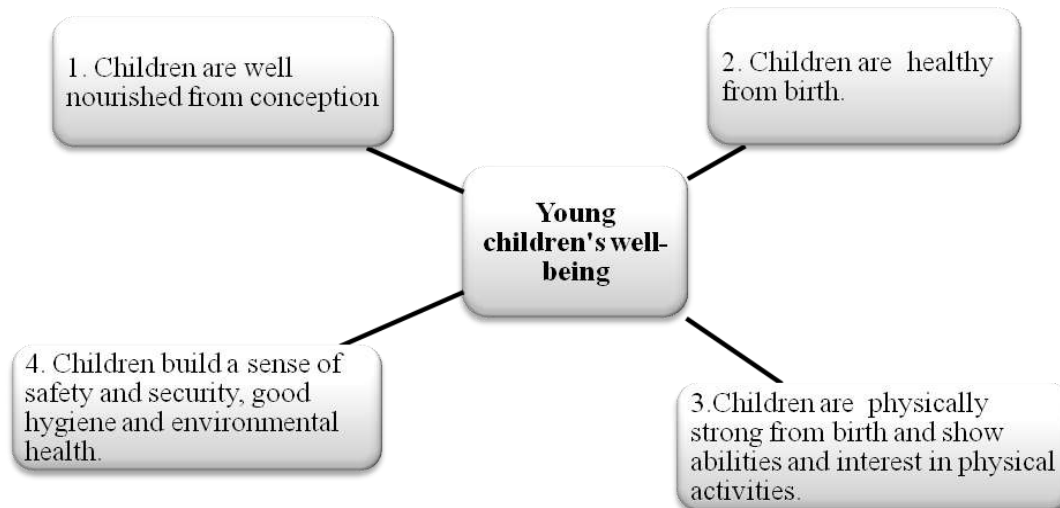 1. Children are well
nourished from conception
2. Children are  healthy
from birth.
Young
children's well-
being
4. Children build a sense of
safety and security, good
hygiene and environmental
health.
3.Children are  physically
strong from birth and show
abilities and interest in physical
activities.